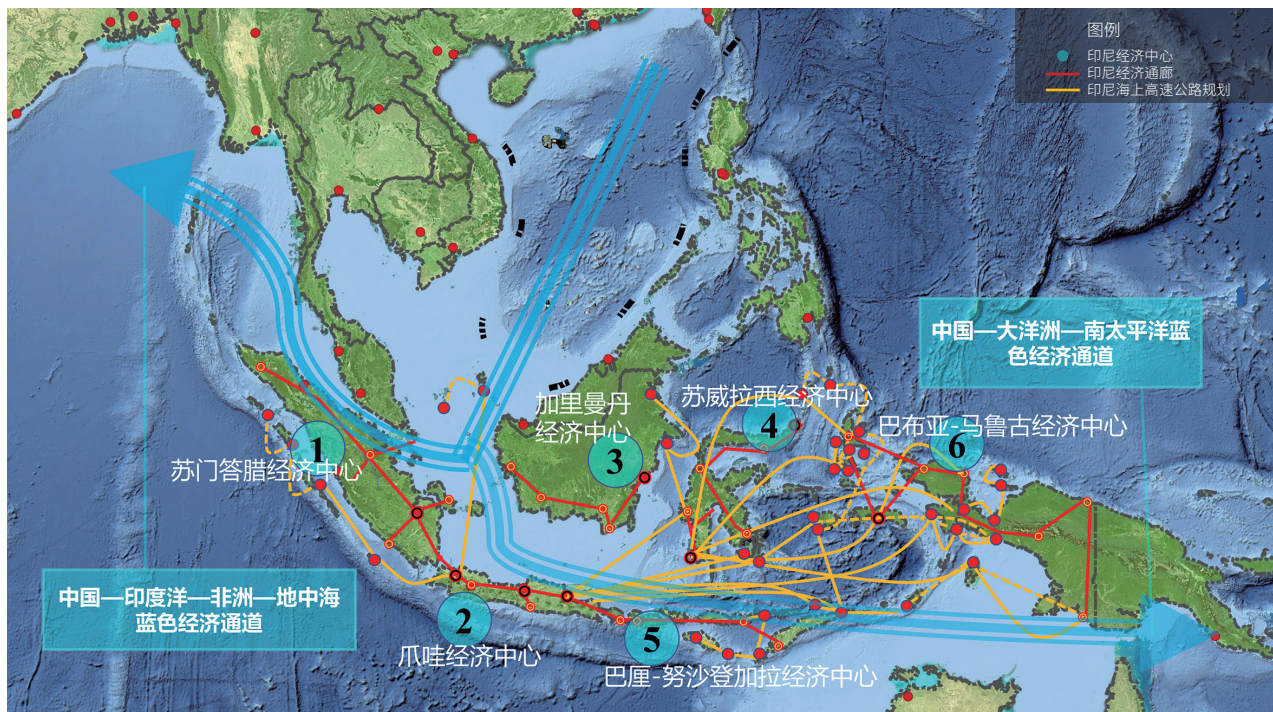 图例
印尼经济中心
印尼经济通廊
印尼海上高速公路规划
中国—大洋洲—南太平洋蓝
色经济通道
加里曼丹
经济中心
3
苏威拉西经济中心
4
巴布亚-马鲁古经济中心
6
1
苏门答腊经济中心
中国—印度洋—非洲—地中海
蓝色经济通道
2
爪哇经济中心
5
巴厘-努沙登加拉经济中心